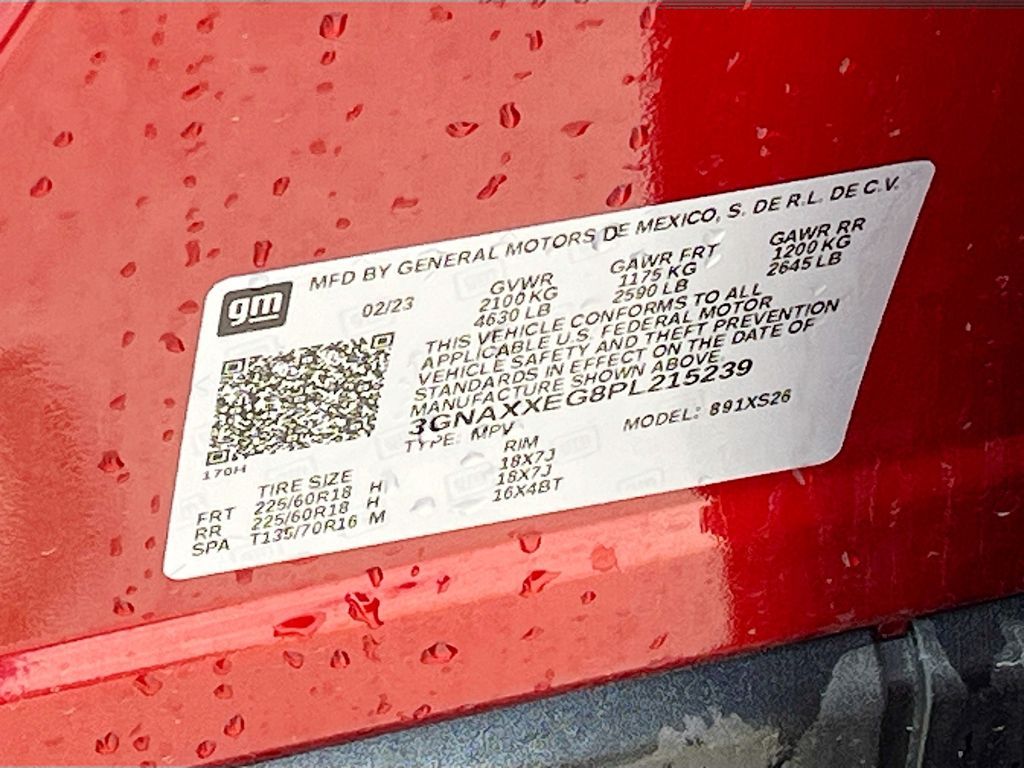 MFD BY GENERAL MOTORS DE MEXICO, S. DE R.L. DE C.V.
gm
02/23
GVWR GAWR FRT GAWR RR
2100 KG 1175 KG 1200 KG
4630 LB 2590 LB 2645 LB
THIS VEHICLE CONFORMS TO ALL
APPLICABLE U.S. FEDERAL MOTOR
VEHICLE SAFETY AND THEFT PREVENTION
STANDARDS IN EFFECT ON THE DATE OF
MANUFACTURE SHOWN ABOVE.
3GNAXXEG8PL215239
TYPE: MPV MODEL: 891XS26
170H
TIRE SIZE RIM
FRT 225/60R18 H 18X7J
RR 225/60R18 H 18X7J
SPA T135/70R16 M 16X4BT